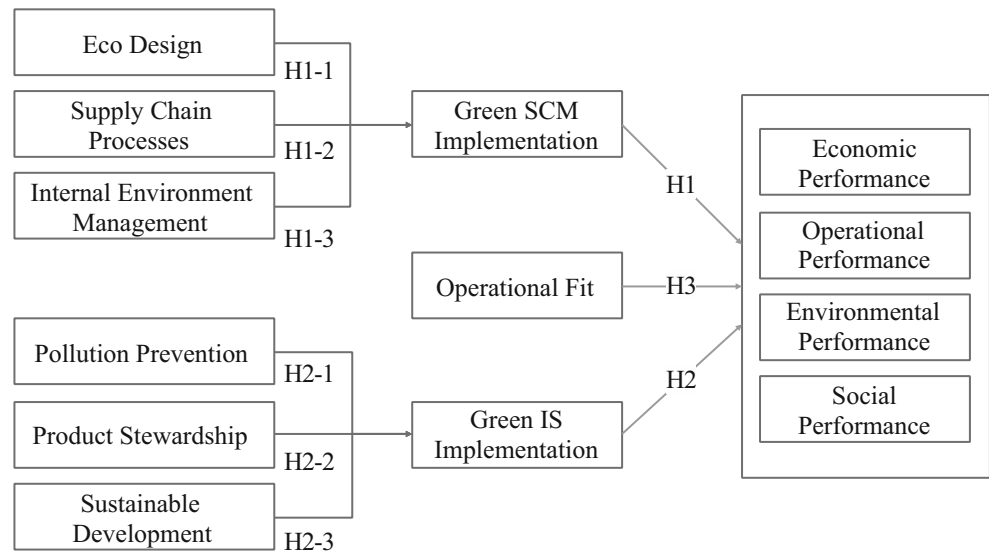 Eco Design
H1-1
Supply Chain
Processes
H1-2
Internal Environment
Management
H1-3
Green SCM
Implementation
H1
Operational Fit
H3
Pollution Prevention
H2-1
Product Stewardship
H2-2
Sustainable
Development
H2-3
Green IS
Implementation
H2
Economic
Performance
Operational
Performance
Environmental
Performance
Social
Performance